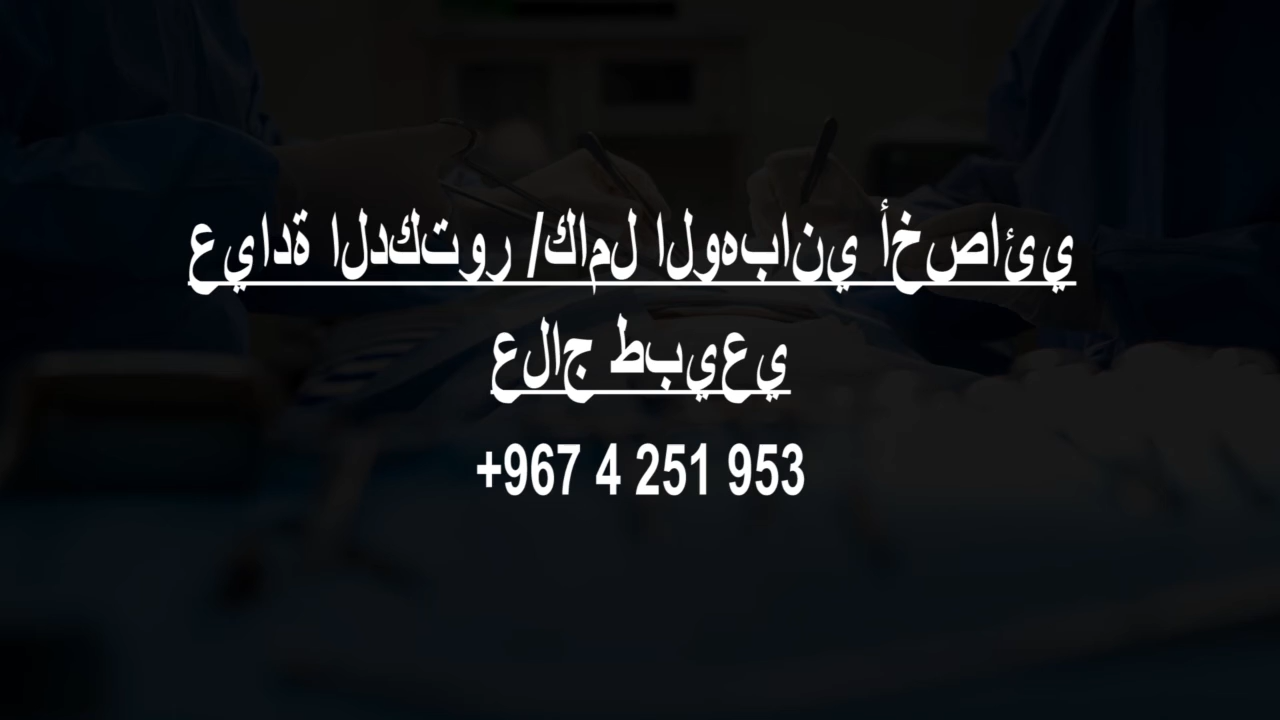 عيادة الدكتور /كامل الوهباني أخصائي
علاج طبيعي
+967 4 251 953